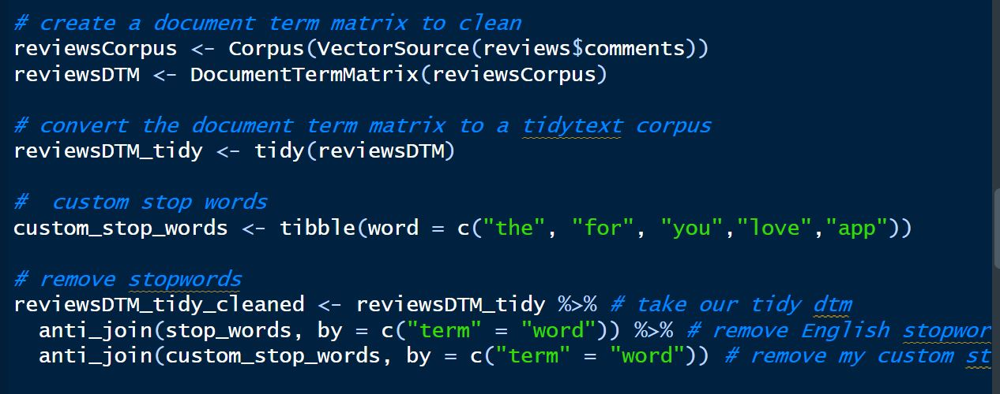 # create a document term matrix to clean
reviewsCorpus <- Corpus(VectorSource(reviews$comments))
reviewsDTM <- DocumentTermMatrix(reviewsCorpus)
# convert the document term matrix to a tidytext corpus
reviewsDTM_tidy <- tidy(reviewsDTM)
#  custom stop words
custom_stop_words <- tibble(word = c("the", "for", "you","love","app"))
# remove stopwords
reviewsDTM_tidy_cleaned <- reviewsDTM_tidy %>% # take our tidy dtm
  anti_join(stop_words, by = c("term" = "word")) %>% # remove English stopwor
  anti_join(custom_stop_words, by = c("term" = "word")) # remove my custom st